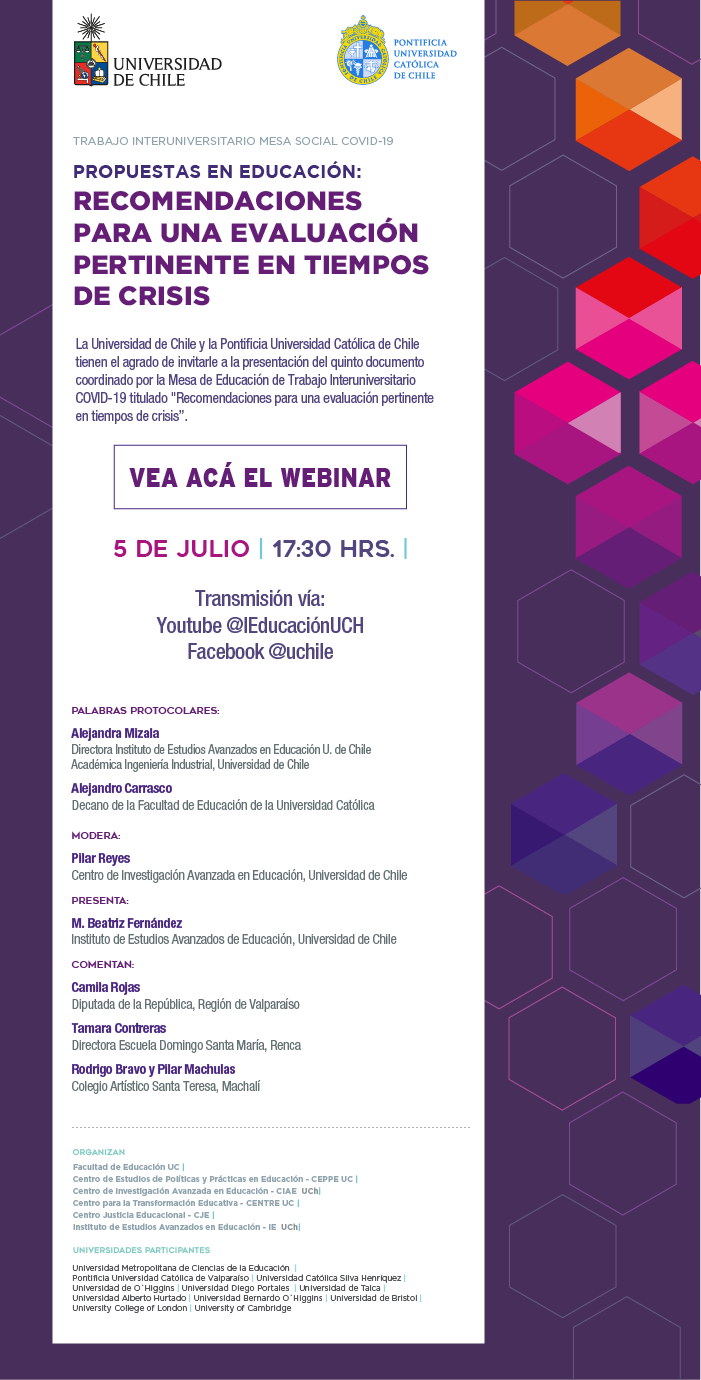 UNIVERSIDAD
DE CHILE
PONTIFICIA
UNIVERSIDAD
CATÓLICA
DE CHILE
TRABAJO INTERUNIVERSITARIO MESA SOCIAL COVID-19
PROPUESTAS EN EDUCACIÓN:
RECOMENDACIONES
PARA UNA EVALUACIÓN
PERTINENTE EN TIEMPOS
DE CRISIS
La Universidad de Chile y la Pontificia Universidad Católica de Chile
tienen el agrado de invitarle a la presentación del quinto documento
coordinado por la Mesa de Educación de Trabajo Interuniversitario
COVID-19 titulado "Recomendaciones para una evaluación pertinente
en tiempos de crisis”.
VEA ACÁ EL WEBINAR
5 DE JULIO | 17:30 HRS. |
Transmisión vía:
Youtube @IEducaciónUCH
Facebook @uchile
PALABRAS PROTOCOLARES:
Alejandra Mizala
Directora Instituto de Estudios Avanzados en Educación U. de Chile
Académica Ingeniería Industrial, Universidad de Chile
Alejandro Carrasco
Decano de la Facultad de Educación de la Universidad Católica
MODERA:
Pilar Reyes
Centro de Investigación Avanzada en Educación, Universidad de Chile
PRESENTA:
M. Beatriz Fernández
Instituto de Estudios Avanzados de Educación, Universidad de Chile
COMENTAN:
Camila Rojas
Diputada de la República, Región de Valparaíso
Tamara Contreras
Directora Escuela Domingo Santa María, Renca
Rodrigo Bravo y Pilar Machulas
Colegio Artístico Santa Teresa, Machalí
ORGANIZAN
Facultad de Educación UC |
Centro de Estudios de Políticas y Prácticas en Educación - CEPPE UC |
Centro de Investigación Avanzada en Educación - CIAE UCh|
Centro para la Transformación Educativa - CENTRE UC |
Centro Justicia Educacional - CJE |
Instituto de Estudios Avanzados en Educación - IE UCh|
UNIVERSIDADES PARTICIPANTES
Universidad Metropolitana de Ciencias de la Educación |
Pontificia Universidad Católica de Valparaíso | Universidad Católica Silva Henríquez |
Universidad de O´Higgins | Universidad Diego Portales | Universidad de Talca |
Universidad Alberto Hurtado | Universidad Bernardo O´Higgins | Universidad de Bristol |
University College of London | University of Cambridge